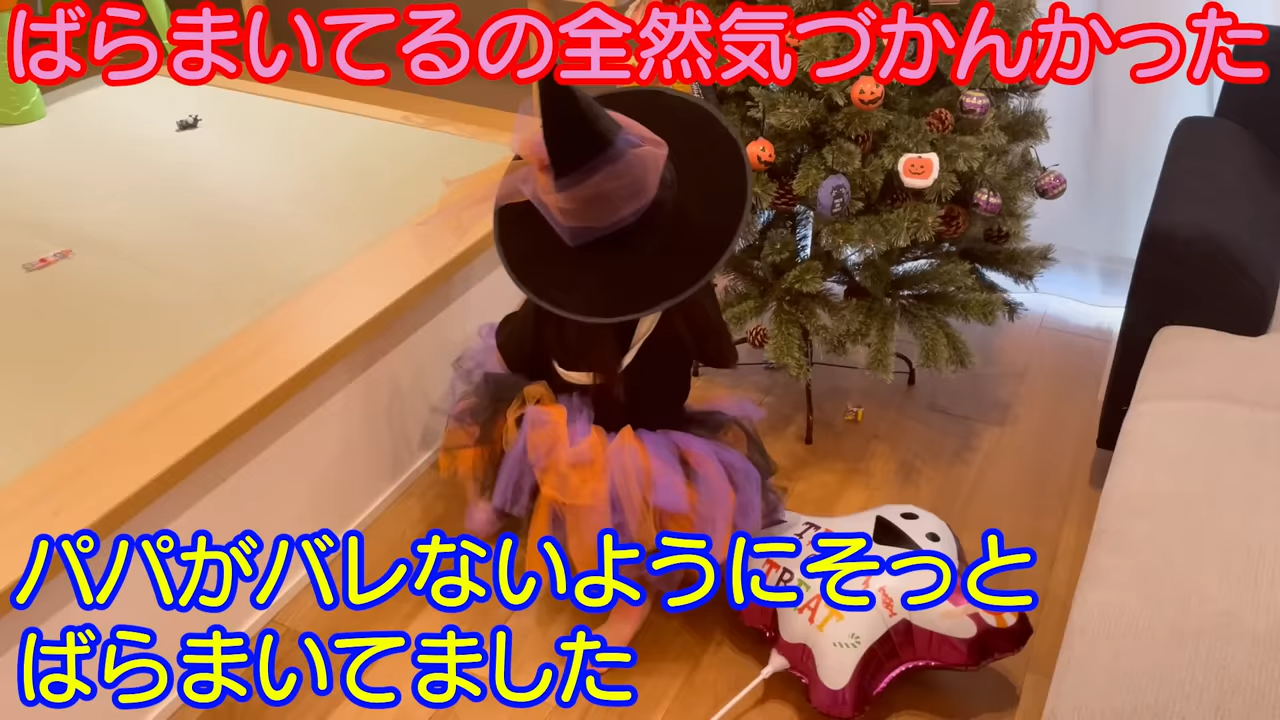 ばらまいてるの全然気づかんかった
パパがバレないようにそっと
ばらまいてました
TREAT